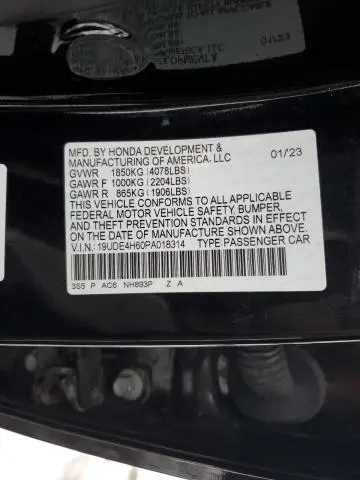 MFD. BY HONDA DEVELOPMENT &
MANUFACTURING OF AMERICA, LLC 01/23
GVWR 1850KG (4078LBS)
GAWR F 1000KG (2204LBS)
GAWR R 865KG (1906LBS)
THIS VEHICLE CONFORMS TO ALL APPLICABLE
FEDERAL MOTOR VEHICLE SAFETY, BUMPER,
AND THEFT PREVENTION STANDARDS IN
EFFECT ON THE DATE OF MANUFACTURE SHOWN ABOVE.
V.I.N.: 19UDE4H60PA018314 TYPE: PASSENGER CAR
3S5 P AC6 NH893P Z A